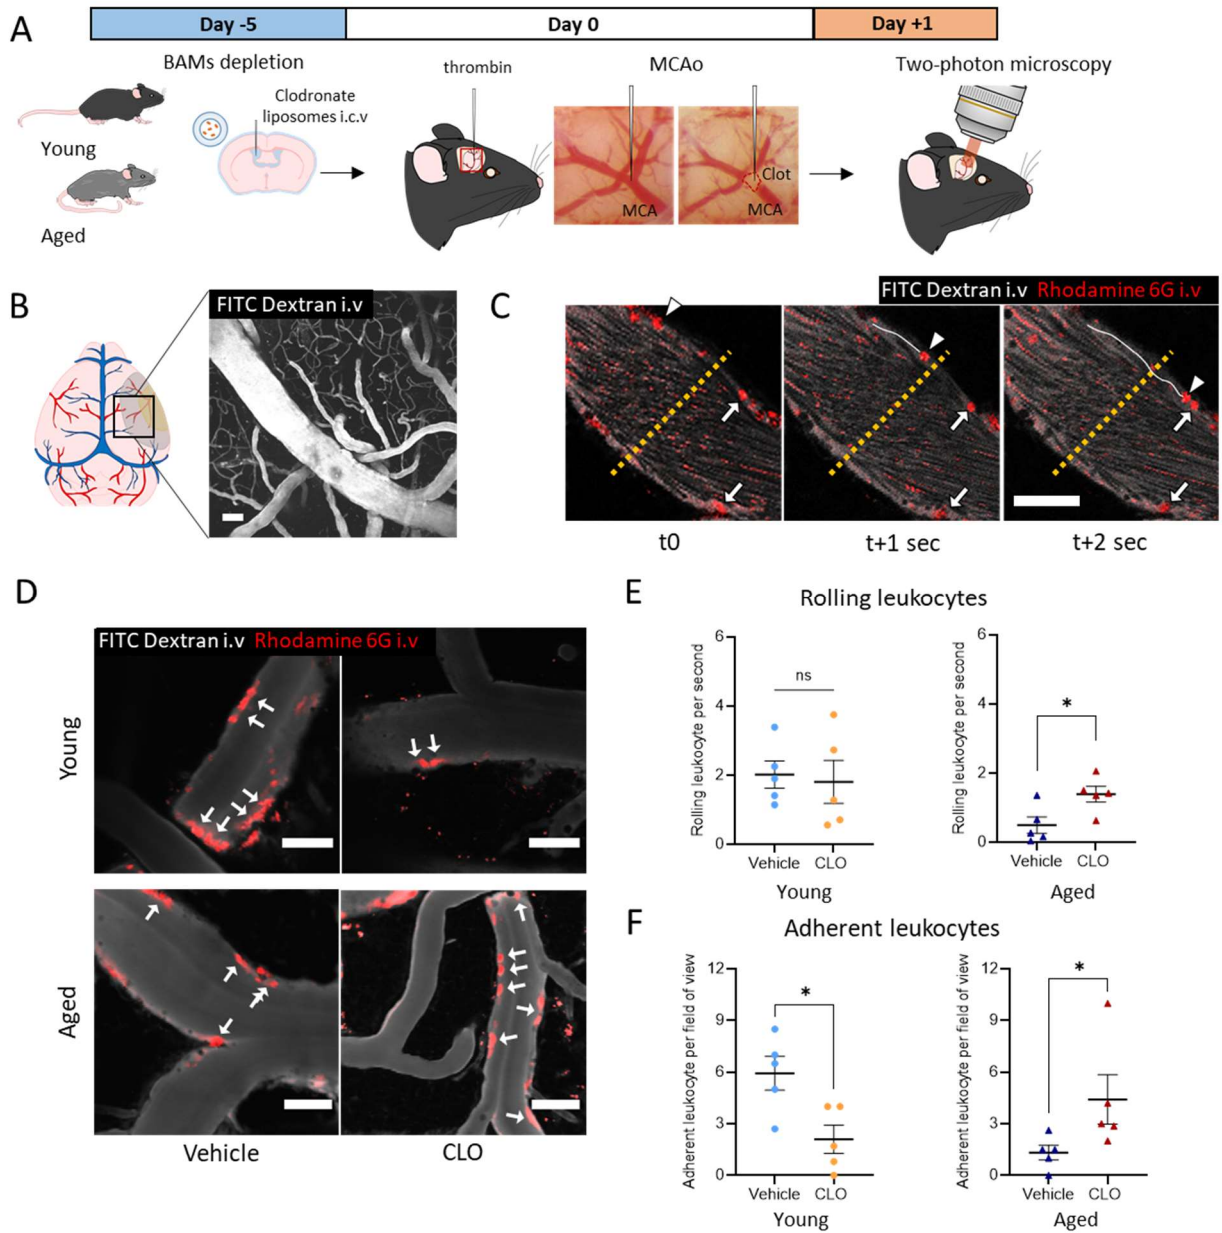 A
Day -5
Day 0
Day +1
BAMs depletion
thrombin
MCAo
Two-photon microscopy
Clodronate
liposomes i.c.v
Young
Aged
Clot
MCA
MCA
B
FITC Dextran i.v
C
FITC Dextran i.v Rhodamine 6G i.v
t0
t+1 sec
t+2 sec
D
FITC Dextran i.v Rhodamine 6G i.v
Young
Aged
Vehicle
CLO
E
Rolling leukocytes
Rolling leukocyte per second
6
4
2
0
ns
Vehicle
CLO
Young
Rolling leukocyte per second
6
4
2
0
*
Vehicle
CLO
Aged
F
Adherent leukocytes
Adherent leukocyte per field of view
12
9
6
3
0
*
Vehicle
CLO
Young
Adherent leukocyte per field of view
12
9
6
3
0
*
Vehicle
CLO
Aged